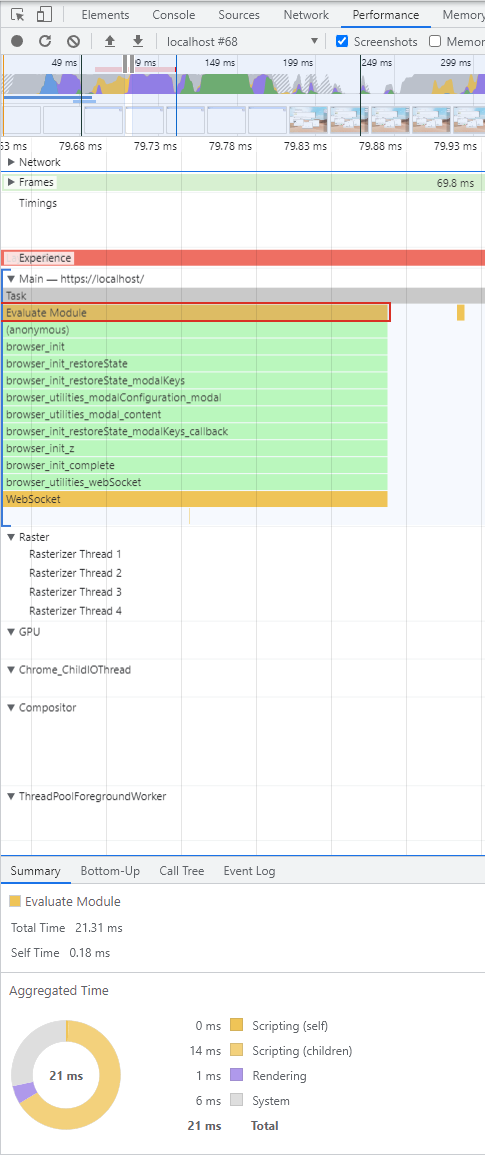 Elements Console Sources Network Performance Memory
localhost #68 Screenshots Memor
49 ms 149 ms 199 ms 249 ms 299 ms
79.68 ms 79.73 ms 79.78 ms 79.83 ms 79.88 ms 79.93 ms
Network
Frames 69.8 ms
Timings
Experience
Main — https://localhost/
Task
Evaluate Module
(anonymous)
browser_init
browser_init_restoreState
browser_init_restoreState_modalKeys
browser_utilities_modalConfiguration_modal
browser_utilities_modal_content
browser_init_restoreState_modalKeys_callback
browser_init_z
browser_init_complete
browser_utilities_webSocket
WebSocket
Raster
Rasterizer Thread 1
Rasterizer Thread 2
Rasterizer Thread 3
Rasterizer Thread 4
GPU
Chrome_ChildIOThread
Compositor
ThreadPoolForegroundWorker
Summary Bottom-Up Call Tree Event Log
Evaluate Module
Total Time 21.31 ms
Self Time 0.18 ms
Aggregated Time
0 ms Scripting (self)
14 ms Scripting (children)
21 ms
1 ms Rendering
6 ms System
21 ms Total